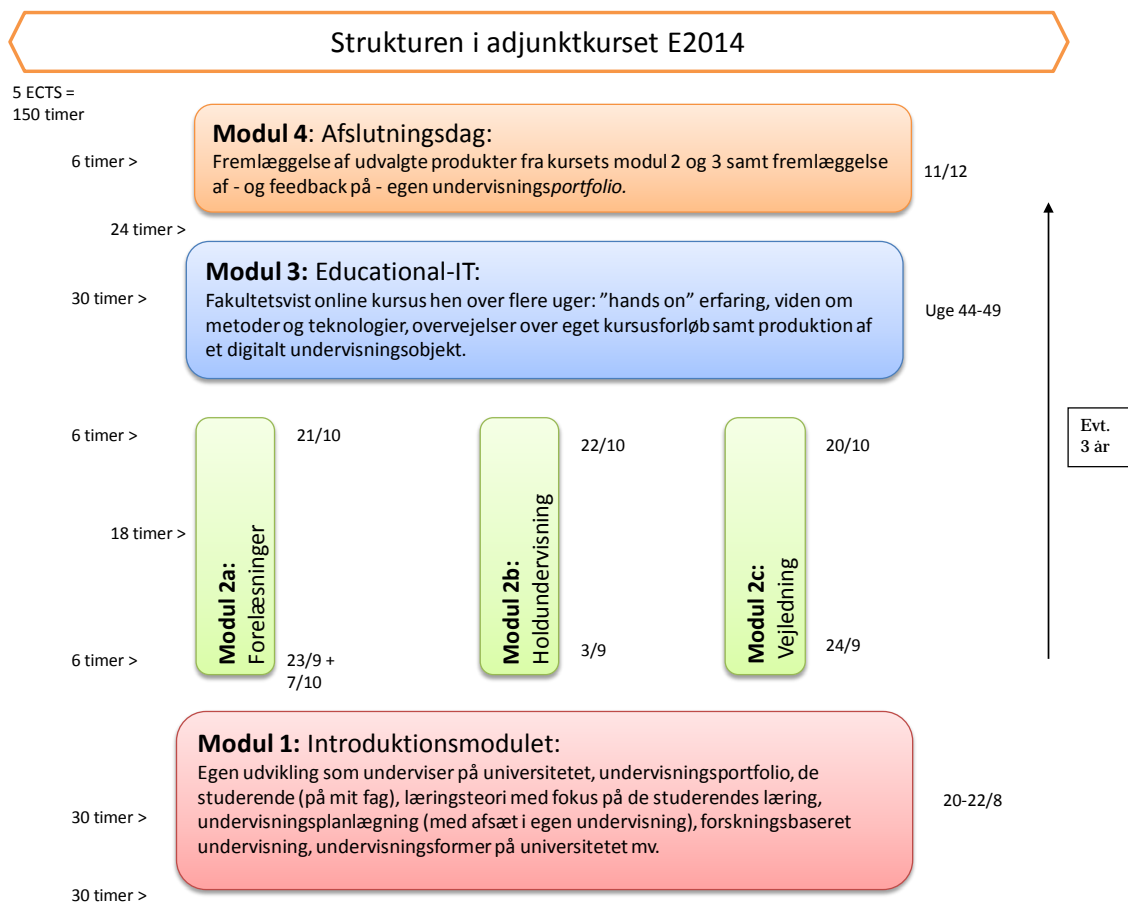 Strukturen i adjunktkurset E2014
5 ECTS =
150 timer
Modul 4: Afslutningsdag:
Fremlæggelse af udvalgte produkter fra kursets modul 2 og 3 samt fremlæggelse
af - og feedback på - egen undervisningsportfolio.
6 timer >
11/12
24 timer >
Modul 3: Educational-IT:
Fakultetsvist online kursus hen over flere uger: ”hands on” erfaring, viden om
metoder og teknologier, overvejelser over eget kursusforløb samt produktion af
et digitalt undervisningsobjekt.
30 timer >
Uge 44-49
6 timer >
21/10
22/10
20/10
Evt.
3 år
18 timer >
Modul 2a:
Forelæsninger
Modul 2b:
Holdundervisning
Modul 2c:
Vejledning
6 timer >
23/9 +
7/10
3/9
24/9
Modul 1: Introduktionsmodulet:
Egen udvikling som underviser på universitetet, undervisningsportfolio, de
studerende (på mit fag), læringsteori med fokus på de studerendes læring,
undervisningsplanlægning (med afsæt i egen undervisning), forskningsbaseret
undervisning, undervisningsformer på universitetet mv.
20-22/8
30 timer >
30 timer >